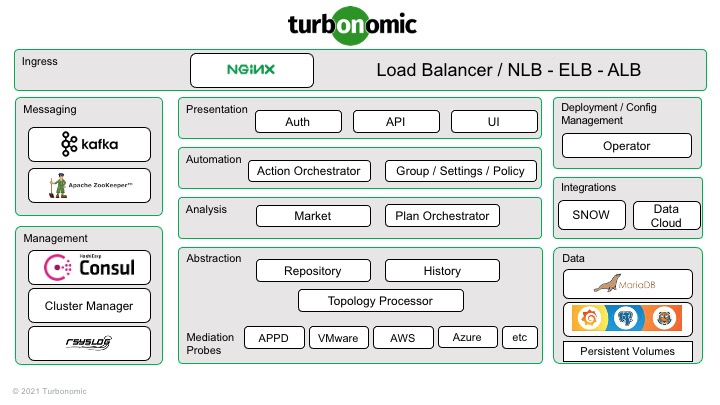 turbonomic
Ingress
NGINX
Load Balancer / NLB - ELB - ALB
Messaging
kafka
Apache ZooKeeper™
Management
HashiCorp
Consul
Cluster Manager
RSYSLOG
Presentation
Auth
API
UI
Automation
Action Orchestrator
Group / Settings / Policy
Analysis
Market
Plan Orchestrator
Abstraction
Repository
History
Topology Processor
Mediation
Probes
APPD
VMware
AWS
Azure
etc
Deployment / Config
Management
Operator
Integrations
SNOW
Data
Cloud
Data
MariaDB
Persistent Volumes
© 2021 Turbonomic